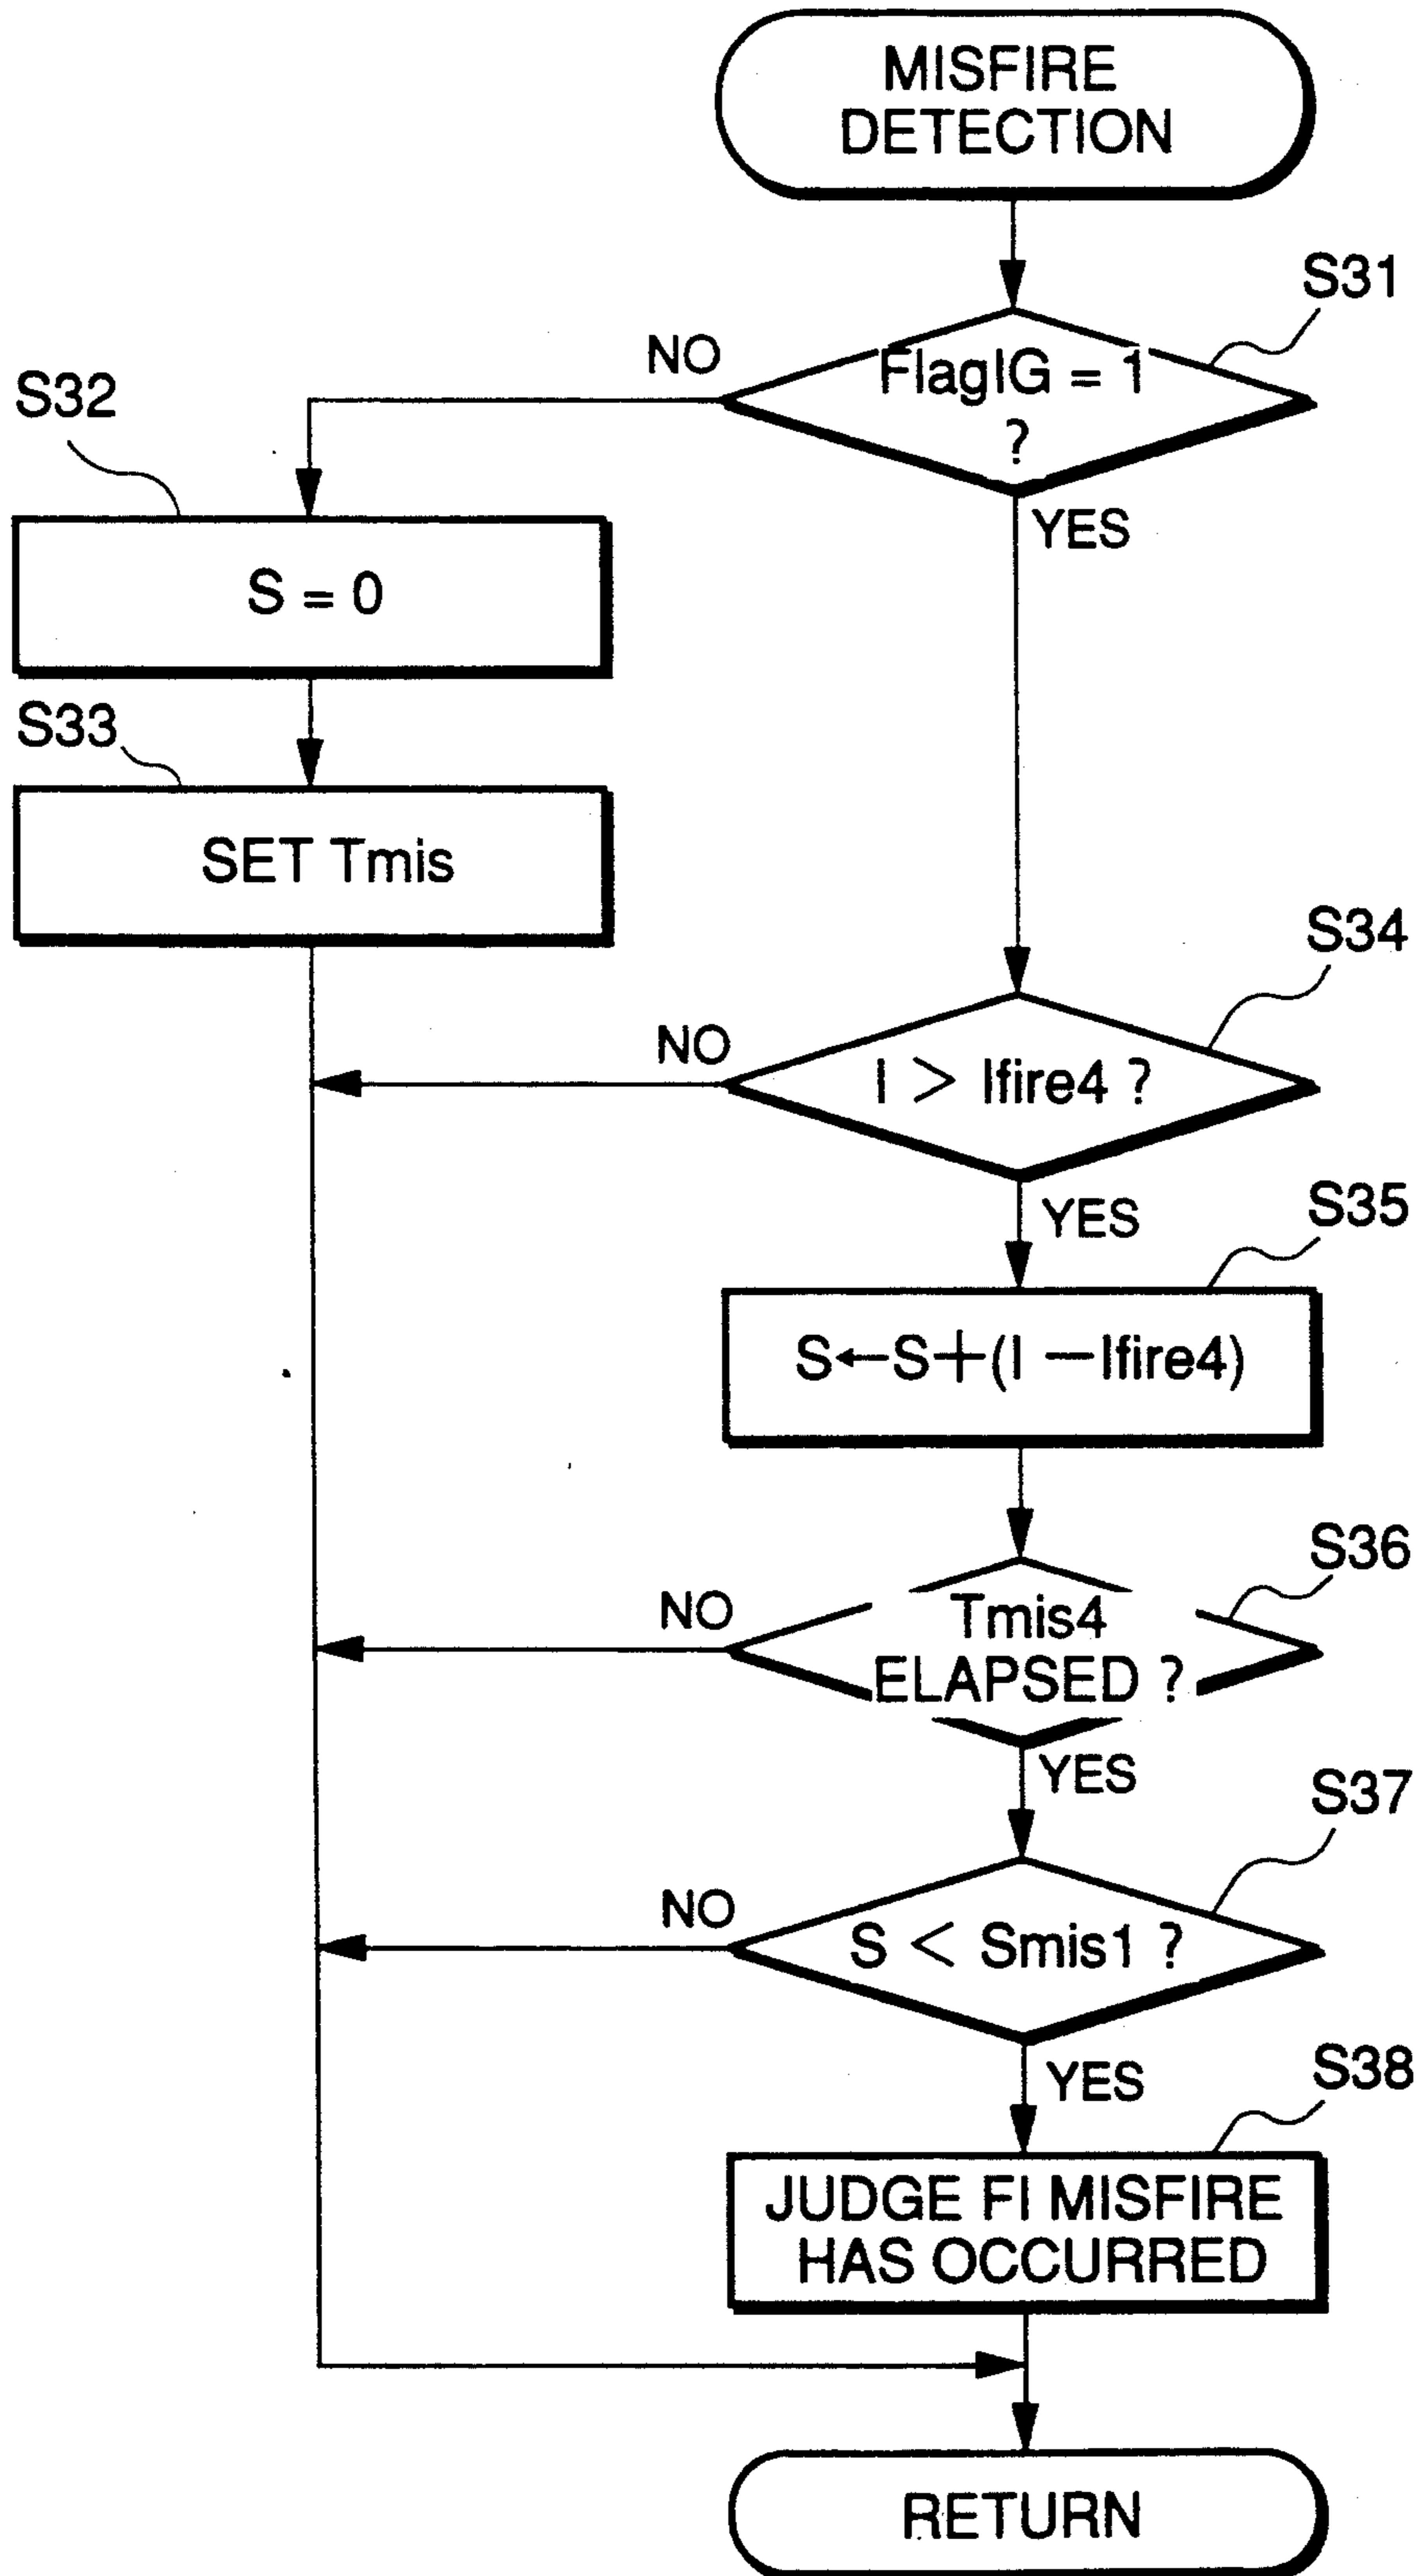 MISFIRE
DETECTION
S31
NO
FlagIG = 1
?
YES
S32
S = 0
S33
SET Tmis
S34
NO
I > Ifire4 ?
YES
S35
S←S+(I −Ifire4)
S36
NO
Tmis4
ELAPSED ?
YES
S37
NO
S < Smis1 ?
YES
S38
JUDGE FI MISFIRE
HAS OCCURRED
RETURN